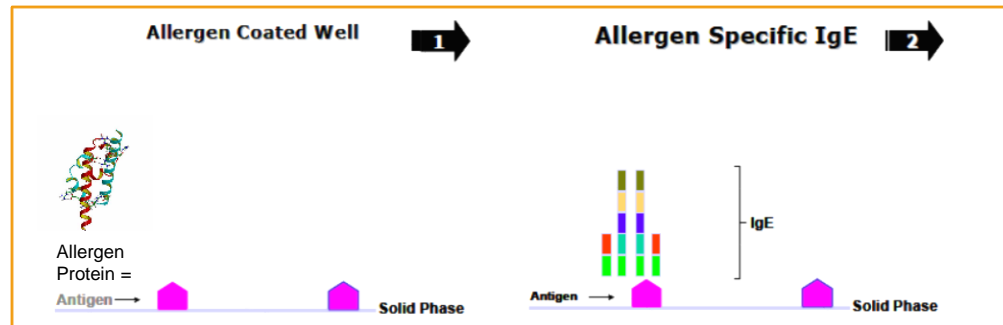 Allergen Coated Well
1
Allergen Specific IgE
2
Allergen
Protein =
Antigen
Solid Phase
IgE
Antigen
Solid Phase